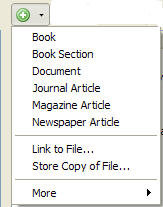 Book
Book Section
Document
Journal Article
Magazine Article
Newspaper Article
Link to File...
Store Copy of File...
More